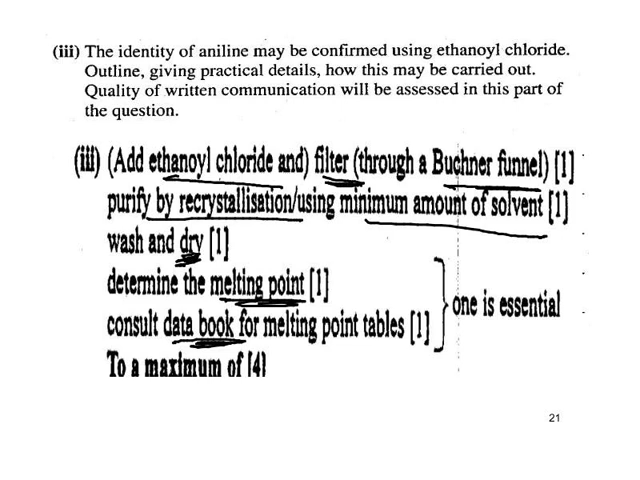 (iii) The identity of aniline may be confirmed using ethanoyl chloride.
Outline, giving practical details, how this may be carried out.
Quality of written communication will be assessed in this part of
the question.
(iii) (Add ethanoyl chloride and) filter (through a Buchner funnel) [1]
purify by recrystallisation/using minimum amount of solvent [1]
wash and dry [1]
determine the melting point [1]
consult data book for melting point tables [1]
one is essential
To a maximum of [4]
21